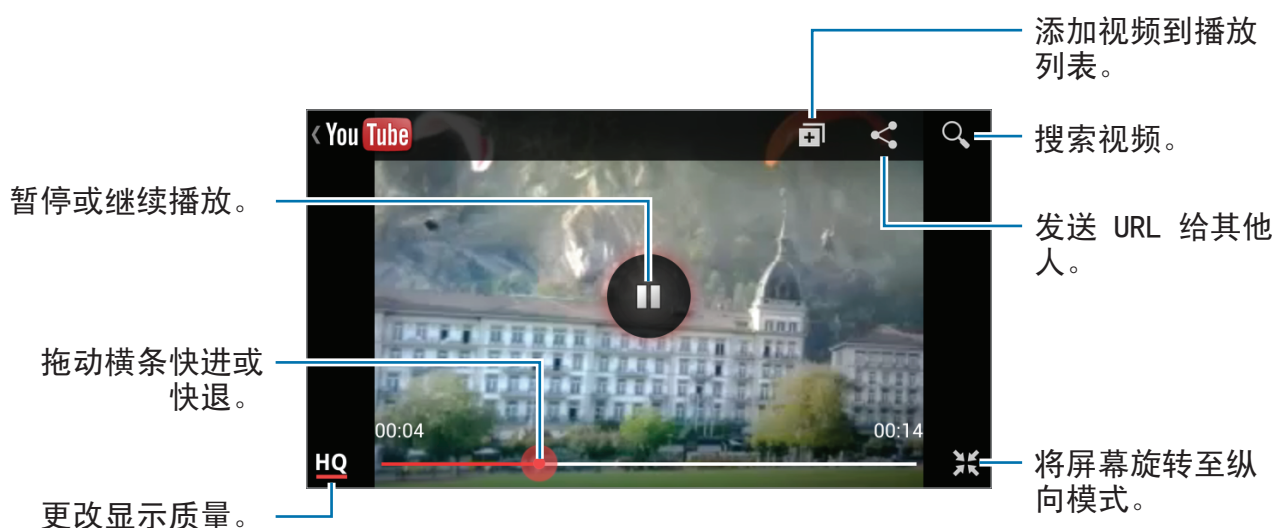 添加视频到播放
列表。
You Tube
搜索视频。
暂停或继续播放。
发送 URL 给其他
人。
拖动横条快进或
快退。
00:04
00:14
HQ
将屏幕旋转至纵
向模式。
更改显示质量。